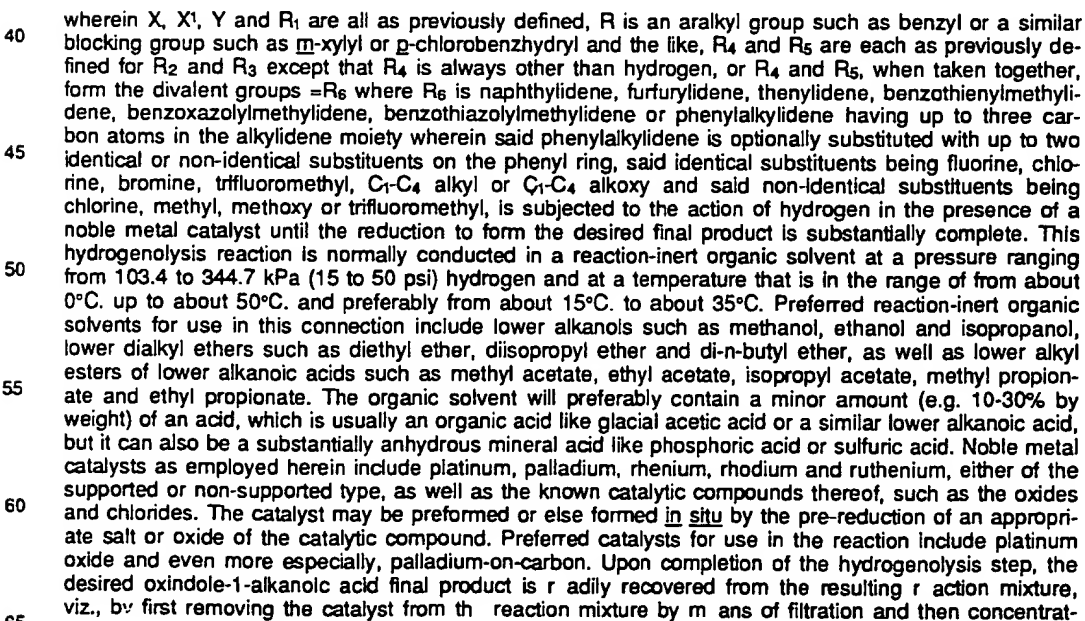 wherein X, X¹, Y and R₁ are all as previously defined, R is an aralkyl group such as benzyl or a similar
40 blocking group such as m-xylyl or p-chlorobenzhydryl and the like, R₄ and R₅ are each as previously de-
fined for R₂ and R₃ except that R₄ is always other than hydrogen, or R₄ and R₅, when taken together,
form the divalent groups =R₆ where R₆ is naphthylidene, furfurylidene, thenylidene, benzothienylmethyli-
dene, benzoxazolylmethylidene, benzothiazolylmethylidene or phenylalkylidene having up to three car-
45 bon atoms in the alkylidene moiety wherein said phenylalkylidene is optionally substituted with up to two
identical or non-identical substituents on the phenyl ring, said identical substituents being fluorine, chlo-
rine, bromine, trifluoromethyl, C₁-C₄ alkyl or C₁-C₄ alkoxy and said non-identical substituents being
chlorine, methyl, methoxy or trifluoromethyl, is subjected to the action of hydrogen in the presence of a
noble metal catalyst until the reduction to form the desired final product is substantially complete. This
50 hydrogenolysis reaction is normally conducted in a reaction-inert organic solvent at a pressure ranging
from 103.4 to 344.7 kPa (15 to 50 psi) hydrogen and at a temperature that is in the range of from about
0°C. up to about 50°C. and preferably from about 15°C. to about 35°C. Preferred reaction-inert organic
solvents for use in this connection include lower alkanols such as methanol, ethanol and isopropanol,
lower dialkyl ethers such as diethyl ether, diisopropyl ether and di-n-butyl ether, as well as lower alkyl
55 esters of lower alkanoic acids such as methyl acetate, ethyl acetate, isopropyl acetate, methyl propion-
ate and ethyl propionate. The organic solvent will preferably contain a minor amount (e.g. 10-30% by
weight) of an acid, which is usually an organic acid like glacial acetic acid or a similar lower alkanoic acid,
but it can also be a substantially anhydrous mineral acid like phosphoric acid or sulfuric acid. Noble metal
catalysts as employed herein include platinum, palladium, rhenium, rhodium and ruthenium, either of the
60 supported or non-supported type, as well as the known catalytic compounds thereof, such as the oxides
and chlorides. The catalyst may be preformed or else formed in situ by the pre-reduction of an appropri-
ate salt or oxide of the catalytic compound. Preferred catalysts for use in the reaction include platinum
oxide and even more especially, palladium-on-carbon. Upon completion of the hydrogenolysis step, the
desired oxindole-1-alkanoic acid final product is r adily recovered from the resulting r action mixture,
65 viz., by first removing the catalyst from th reaction mixture by m ans of filtration and then concentrat-